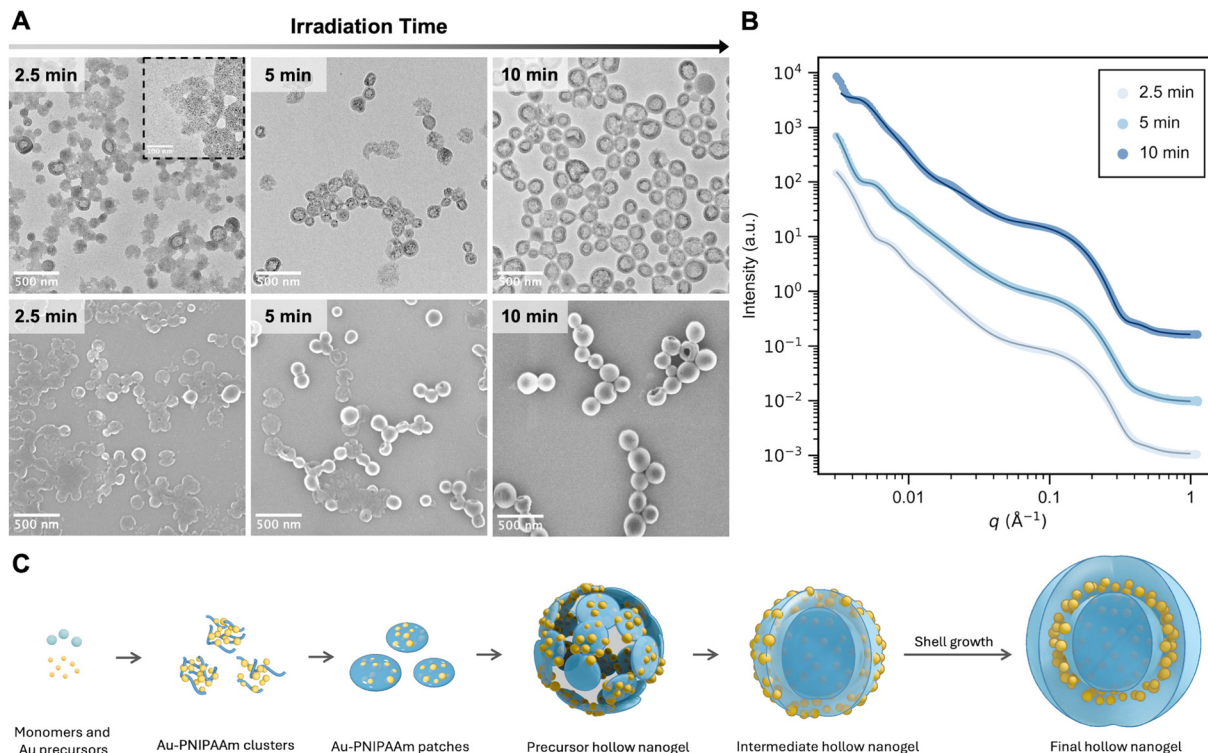 A
Irradiation Time
2.5 min
5 min
10 min
500 nm
500 nm
500 nm
2.5 min
5 min
10 min
500 nm
500 nm
500 nm
B
Intensity (a.u.)
10⁴
10³
10²
10¹
10⁰
10⁻¹
10⁻²
10⁻³
2.5 min
5 min
10 min
0.01
0.1
1
q (Å⁻¹)
C
Shell growth
Monomers and
Au precursors
Au-PNIPAAm clusters
Au-PNIPAAm patches
Precursor hollow nanogel
Intermediate hollow nanogel
Final hollow nanogel